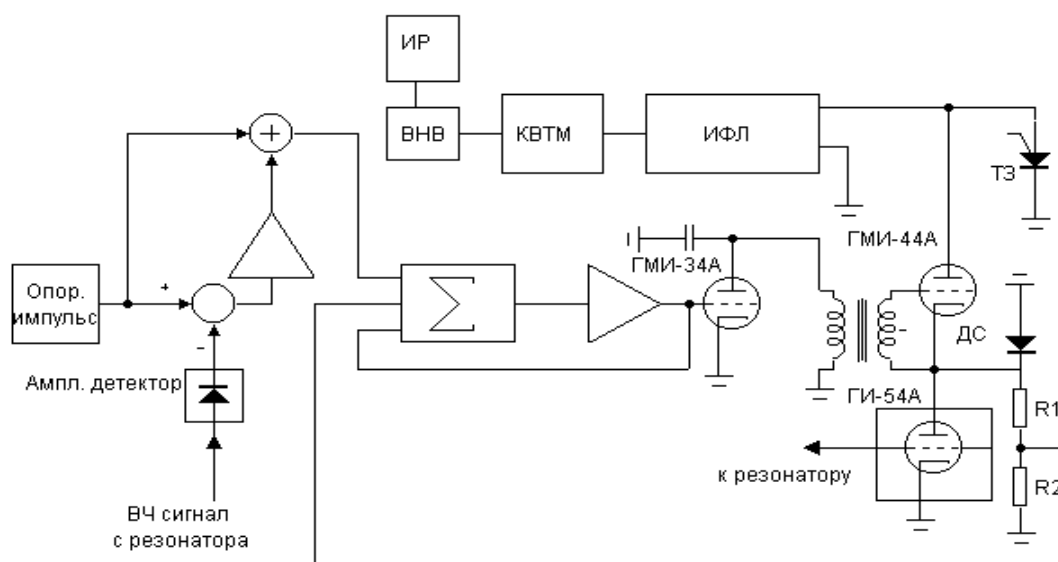 ИР
ВНВ
КВТМ
ИФЛ
ТЗ
+
ГМИ-44А
ГМИ-34А
Опор.
импульс
+
-
Σ
-
ДС
Ампл. детектор
ГИ-54А
R1
к резонатору
R2
ВЧ сигнал
с резонатора